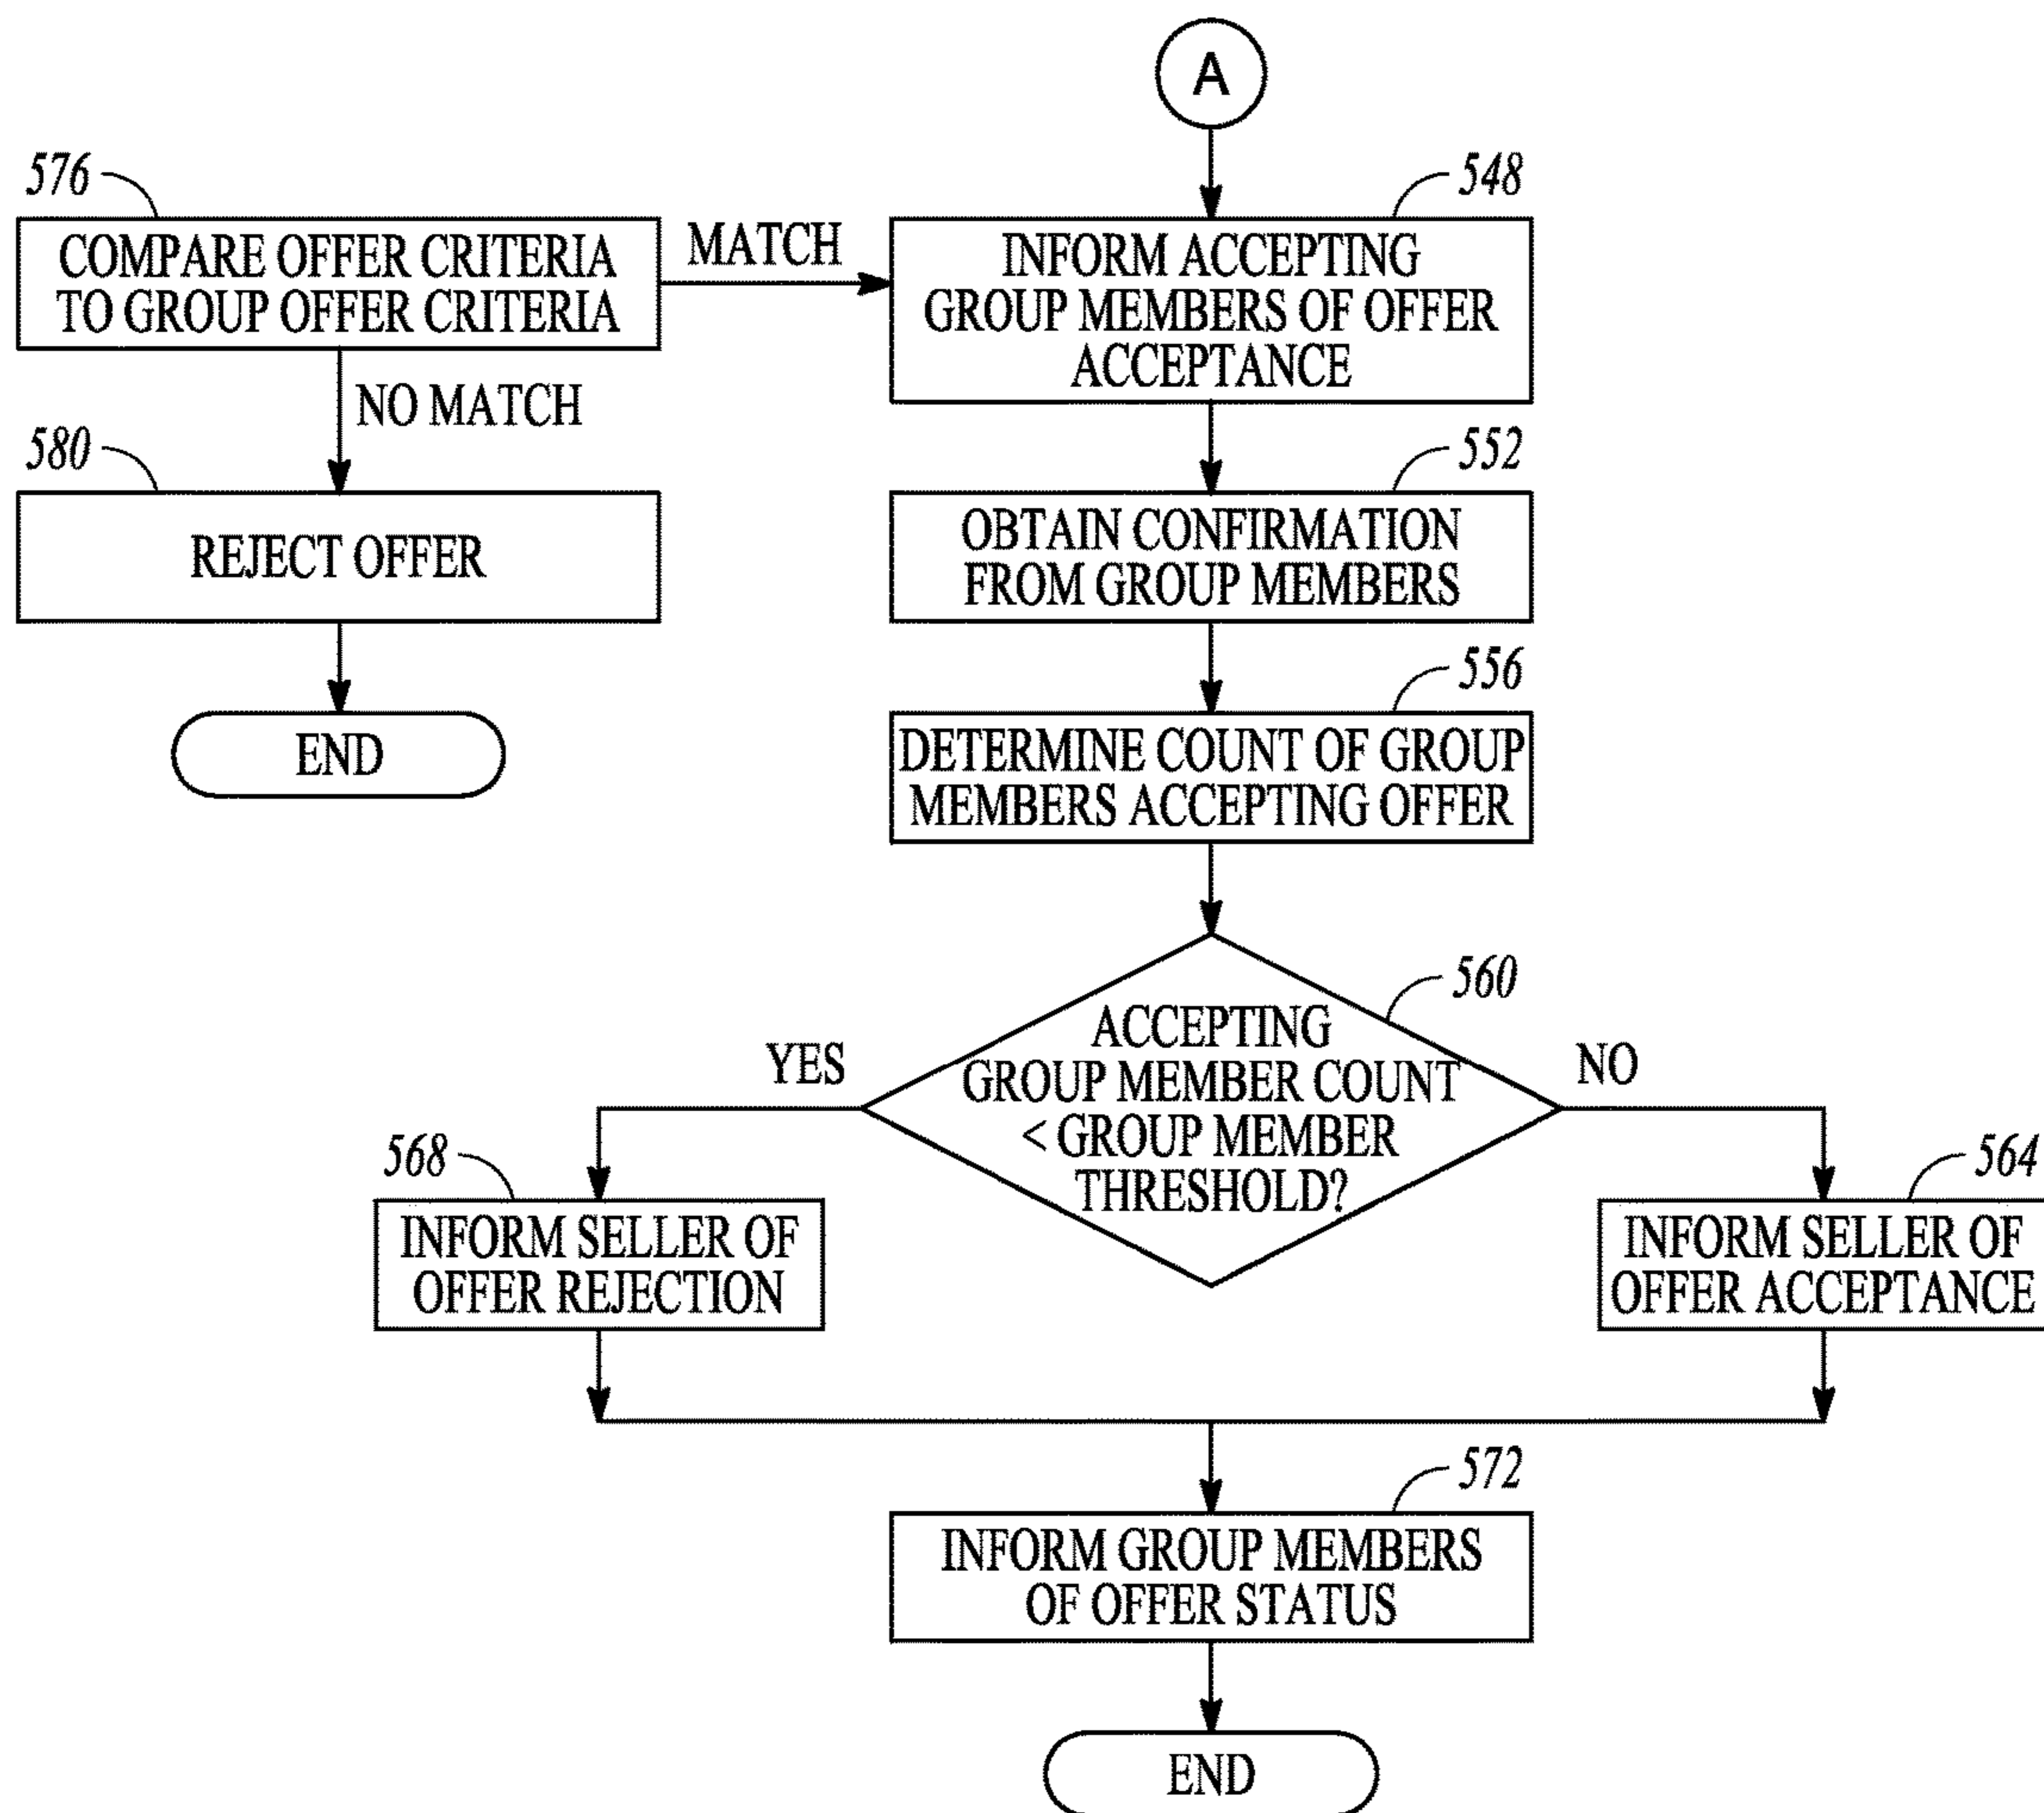 A
576
COMPARE OFFER CRITERIA
TO GROUP OFFER CRITERIA
MATCH
548
INFORM ACCEPTING
GROUP MEMBERS OF OFFER
ACCEPTANCE
NO MATCH
580
REJECT OFFER
END
552
OBTAIN CONFIRMATION
FROM GROUP MEMBERS
556
DETERMINE COUNT OF GROUP
MEMBERS ACCEPTING OFFER
560
ACCEPTING
GROUP MEMBER COUNT
< GROUP MEMBER
THRESHOLD?
YES
NO
568
INFORM SELLER OF
OFFER REJECTION
564
INFORM SELLER OF
OFFER ACCEPTANCE
572
INFORM GROUP MEMBERS
OF OFFER STATUS
END